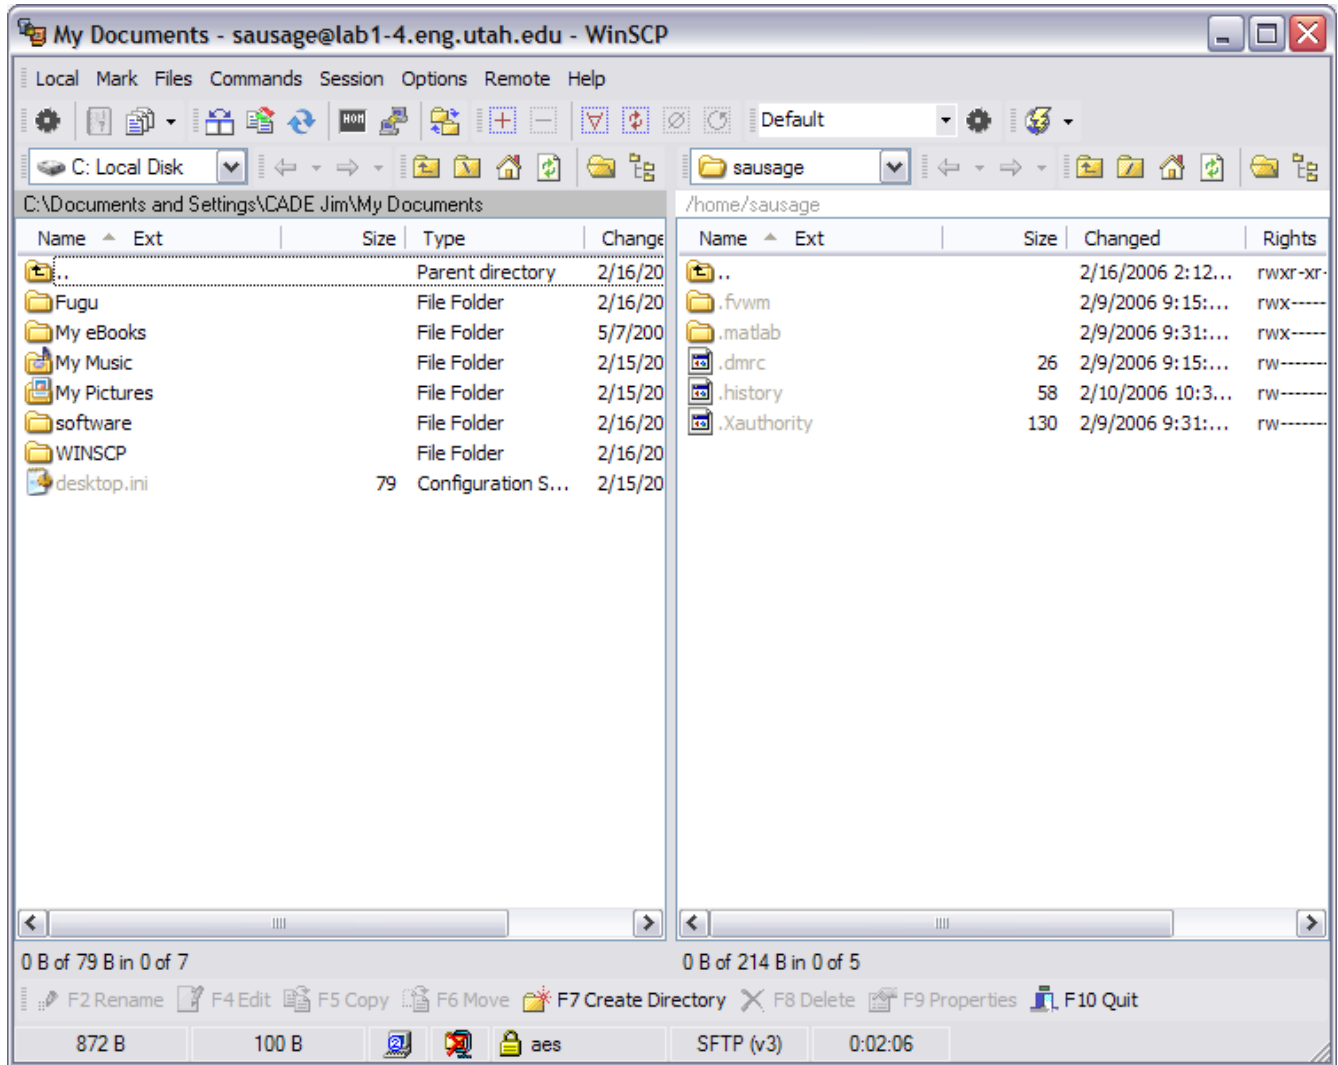 My Documents - sausage@lab1-4.eng.utah.edu - WinSCP
Local Mark Files Commands Session Options Remote Help
Default
C: Local Disk
sausage
C:\Documents and Settings\CADE Jim\My Documents
/home/sausage
Name Ext Size Type Change
Name Ext Size Changed Rights
.. Parent directory 2/16/20
.. 2/16/2006 2:12... rwxr-xr-
Fugu File Folder 2/16/20
.fvwm 2/9/2006 9:15:... rwx-----
My eBooks File Folder 5/7/200
.matlab 2/9/2006 9:31:... rwx-----
My Music File Folder 2/15/20
.dmrc 26 2/9/2006 9:15:... rw-------
My Pictures File Folder 2/15/20
.history 58 2/10/2006 10:3... rw-------
software File Folder 2/16/20
.Xauthority 130 2/9/2006 9:31:... rw-------
WINSCP File Folder 2/16/20
desktop.ini 79 Configuration S... 2/15/20
0 B of 79 B in 0 of 7
0 B of 214 B in 0 of 5
F2 Rename F4 Edit F5 Copy F6 Move F7 Create Directory F8 Delete F9 Properties F10 Quit
872 B 100 B aes SFTP (v3) 0:02:06